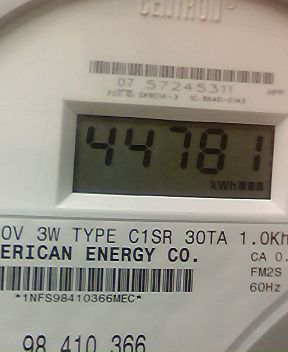 CENTRON
07 57245311
44781
kWh
0V 3W TYPE C1SR 30TA 1.0Kh
ERICAN ENERGY CO.
CA 0.
FM2S
60Hz
*1NFS98410366MEC*
98 410 366